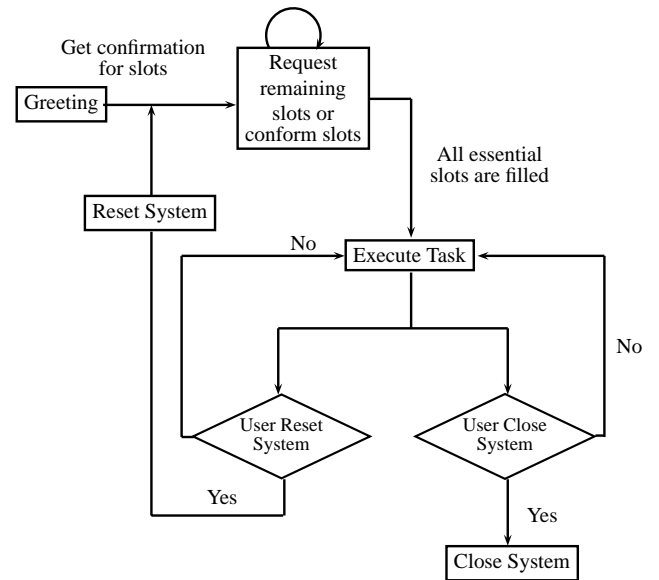 Get confirmation
for slots
Greeting
Request
remaining
slots or
conform slots
All essential
slots are filled
Reset System
No
Execute Task
No
User Reset
System
User Close
System
Yes
Yes
Close System